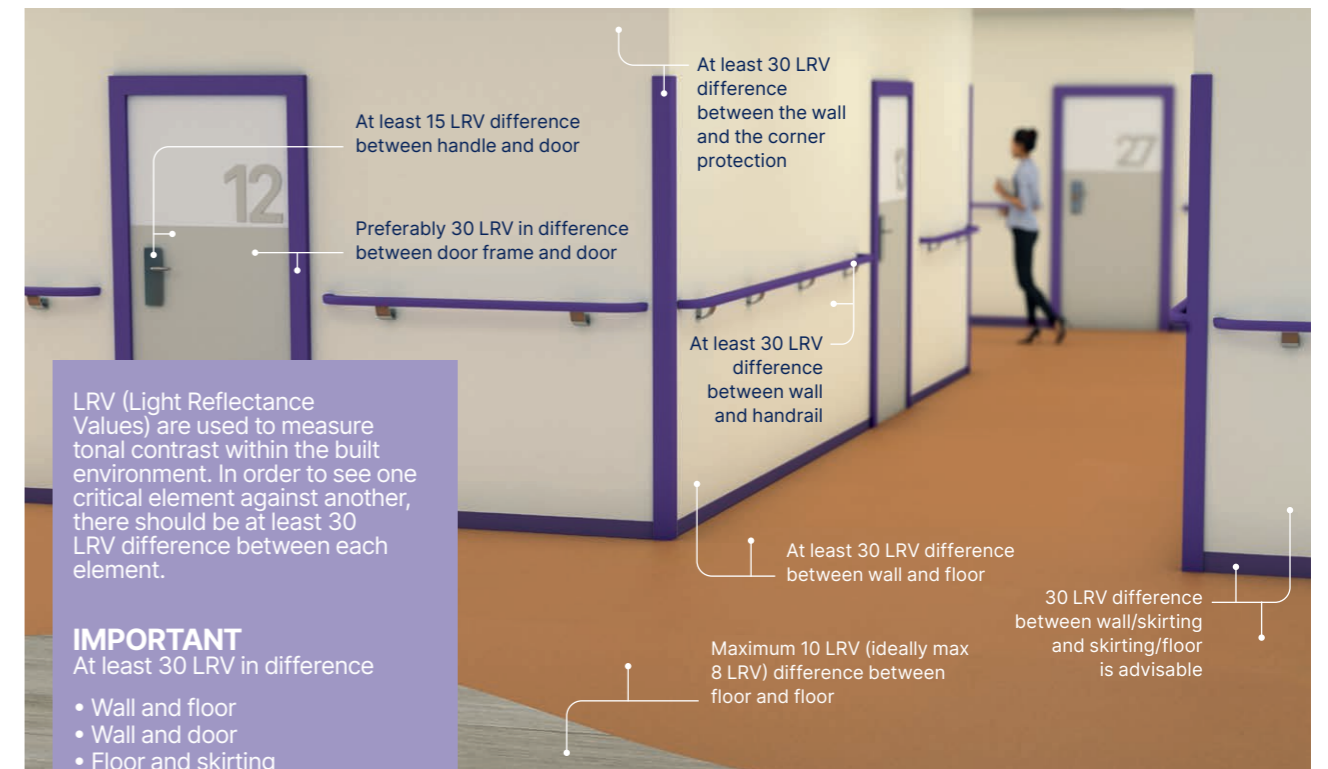 At least 30 LRV
difference
between the wall
and the corner
protection
At least 15 LRV difference
between handle and door
12
27
Preferably 30 LRV in difference
between door frame and door
At least 30 LRV
difference
between wall
and handrail
LRV (Light Reflectance
Values) are used to measure
tonal contrast within the built
environment. In order to see one
critical element against another,
there should be at least 30
LRV difference between each
element.
IMPORTANT
At least 30 LRV in difference
• Wall and floor
• Wall and door
• Floor and skirting
At least 30 LRV difference
between wall and floor
30 LRV difference
between wall/skirting
and skirting/floor
is advisable
Maximum 10 LRV (ideally max
8 LRV) difference between
floor and floor